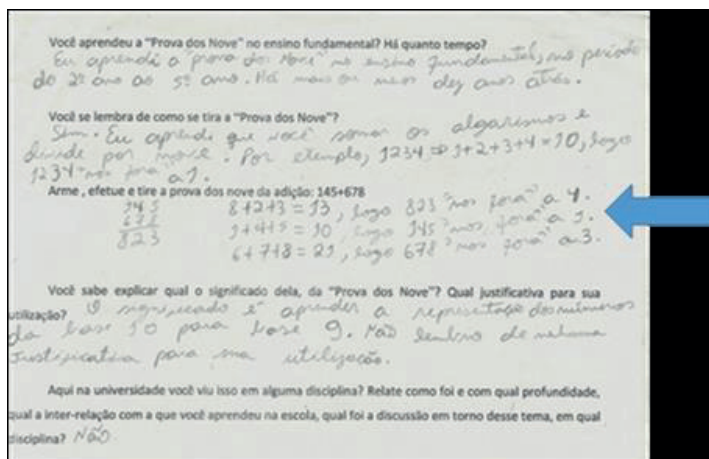 Você aprendeu a "Prova dos Nove" no ensino fundamental? Há quanto tempo?
Eu aprendi a "prova dos Nove" no ensino fundamental, no período
do 2º ano ao 5º ano. Há mais ou menos dez anos atrás.
Você se lembra de como se tira a "Prova dos Nove"?
Sim. Eu aprendi que você somar os algarismos e
divide por nove. Por exemplo, 1234 ⇒ 1+2+3+4 = 10, logo
1234 "nos fora" a 1.
Arme , efetue e tire a prova dos nove da adição: 145+678
145 8+2+3 = 13, logo 823 "nos fora" a 4.
678 1+4+5 = 10, logo 145 "nos fora" a 1.
823 6+7+8 = 21, logo 678 "nos fora" a 3.
Você sabe explicar qual o significado dela, da "Prova dos Nove"? Qual justificativa para sua
utilização? O significado é aprender a representação dos números
da base 10 para base 9. Não lembro de nenhuma
justificativa para sua utilização.
Aqui na universidade você viu isso em alguma disciplina? Relate como foi e com qual profundidade,
qual a inter-relação com a que você aprendeu na escola, qual foi a discussão em torno desse tema, em qual
disciplina? Não